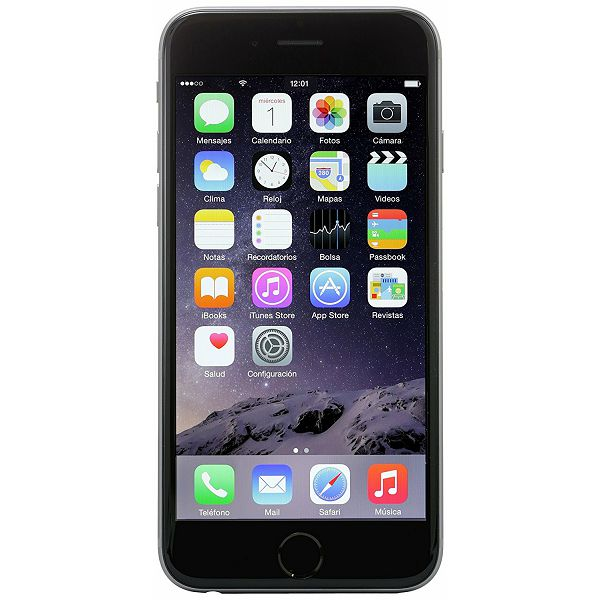 12:01
miércoles
1
Mensajes Calendario Fotos Cámara
280
Clima Reloj Mapas Videos
Notas Recordatorios Bolsa Passbook
iBooks iTunes Store App Store Revistas
Salud Configuración
Teléfono Mail Safari Música